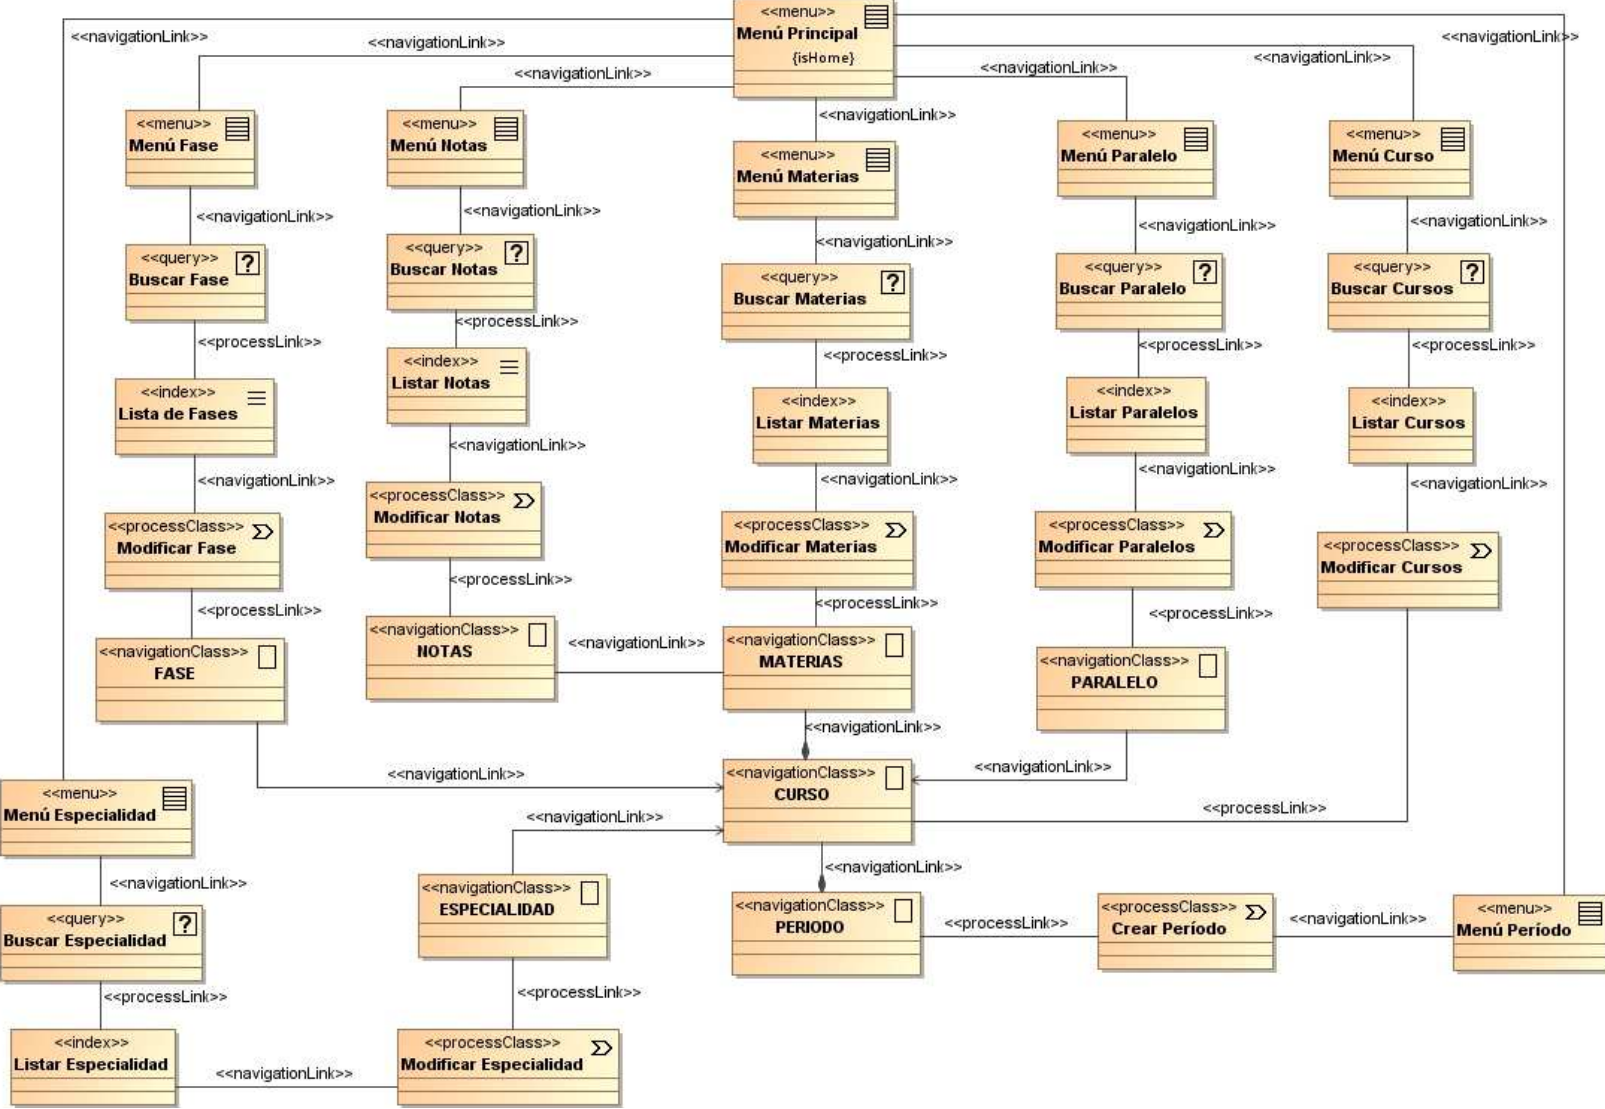 <<menu>>
Menú Principal
{isHome}
<<navigationLink>>
<<navigationLink>>
<<navigationLink>>
<<navigationLink>>
<<navigationLink>>
<<navigationLink>>
<<navigationLink>>
<<menu>>
Menú Fase
<<navigationLink>>
<<query>>
Buscar Fase
?
<<processLink>>
<<index>>
Lista de Fases
<<navigationLink>>
<<processClass>>
Modificar Fase
<<processLink>>
<<navigationClass>>
FASE
<<navigationLink>>
<<menu>>
Menú Notas
<<navigationLink>>
<<query>>
Buscar Notas
?
<<processLink>>
<<index>>
Listar Notas
<<navigationLink>>
<<processClass>>
Modificar Notas
<<processLink>>
<<navigationClass>>
NOTAS
<<navigationLink>>
<<menu>>
Menú Materias
<<navigationLink>>
<<query>>
Buscar Materias
?
<<processLink>>
<<index>>
Listar Materias
<<navigationLink>>
<<processClass>>
Modificar Materias
<<processLink>>
<<navigationClass>>
MATERIAS
<<navigationLink>>
<<menu>>
Menú Paralelo
<<navigationLink>>
<<query>>
Buscar Paralelo
?
<<processLink>>
<<index>>
Listar Paralelos
<<navigationLink>>
<<processClass>>
Modificar Paralelos
<<processLink>>
<<navigationClass>>
PARALELO
<<navigationLink>>
<<menu>>
Menú Curso
<<navigationLink>>
<<query>>
Buscar Cursos
?
<<processLink>>
<<index>>
Listar Cursos
<<navigationLink>>
<<processClass>>
Modificar Cursos
<<processLink>>
<<navigationClass>>
CURSO
<<navigationLink>>
<<menu>>
Menú Especialidad
<<navigationLink>>
<<query>>
Buscar Especialidad
?
<<processLink>>
<<index>>
Listar Especialidad
<<navigationLink>>
<<processClass>>
Modificar Especialidad
<<processLink>>
<<navigationClass>>
ESPECIALIDAD
<<navigationLink>>
<<navigationClass>>
PERIODO
<<processLink>>
<<processClass>>
Crear Período
<<navigationLink>>
<<menu>>
Menú Período